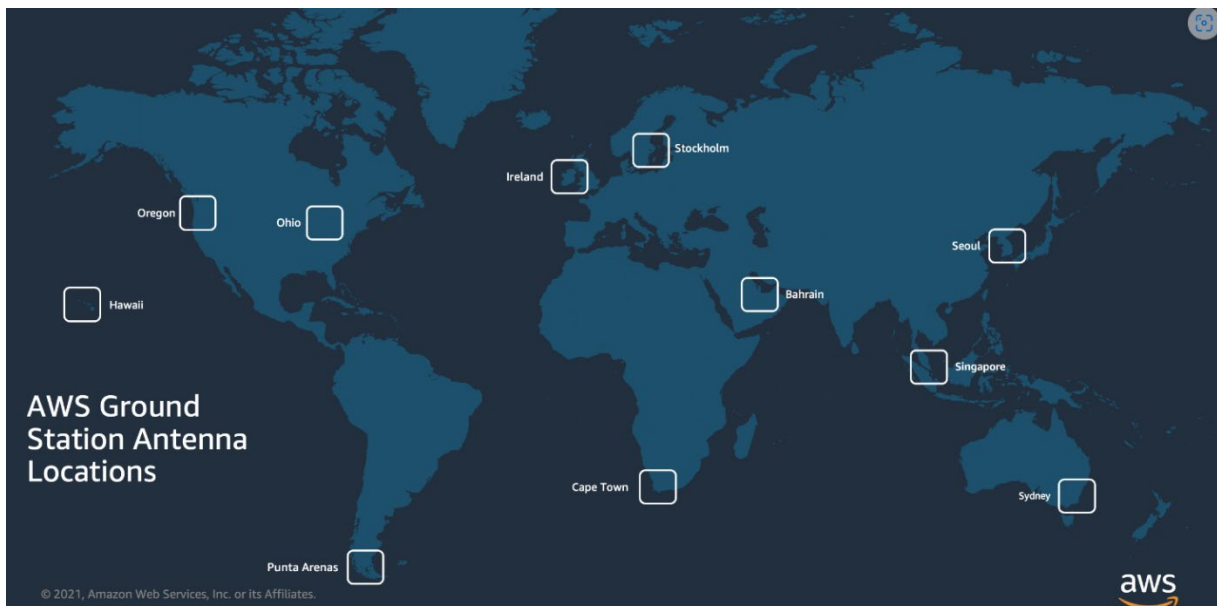 Stockholm
Ireland
Oregon
Ohio
Seoul
Bahrain
Hawaii
Singapore
AWS Ground
Station Antenna
Locations
Cape Town
Sydney
Punta Arenas
© 2021, Amazon Web Services, Inc. or its Affiliates.
aws